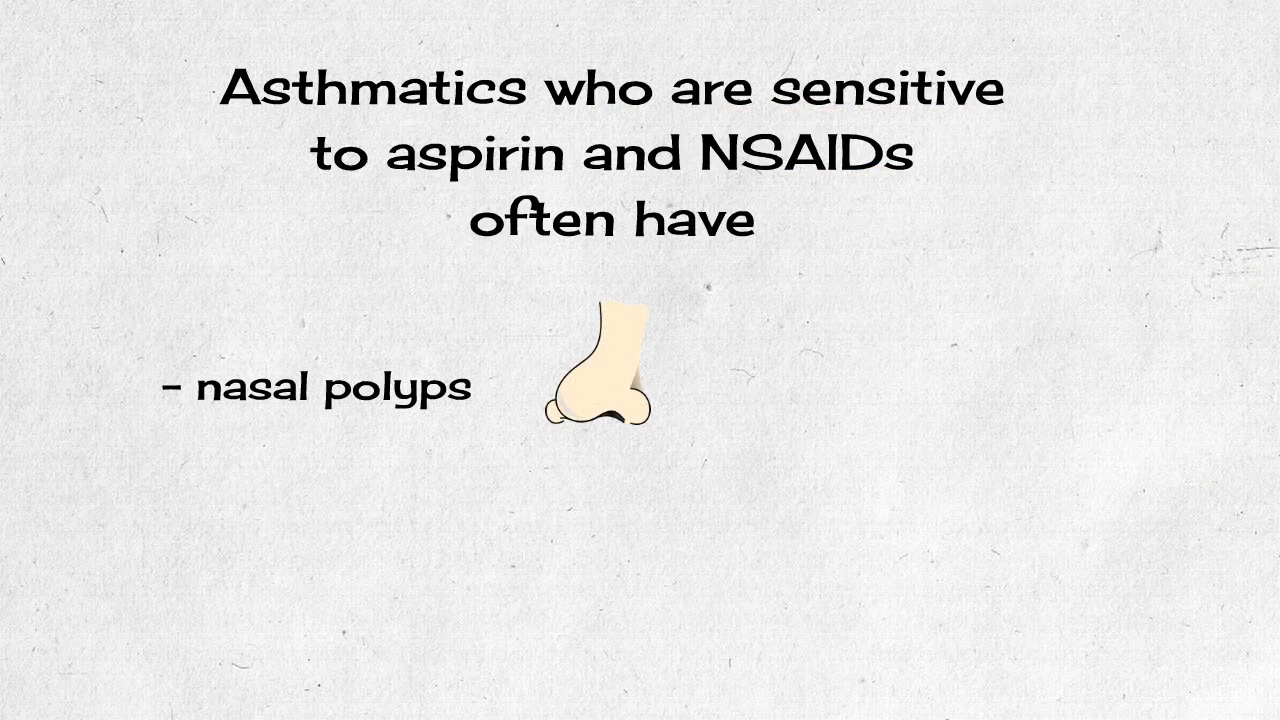 Asthmatics who are sensitive
to aspirin and NSAIDs
often have
- nasal polyps